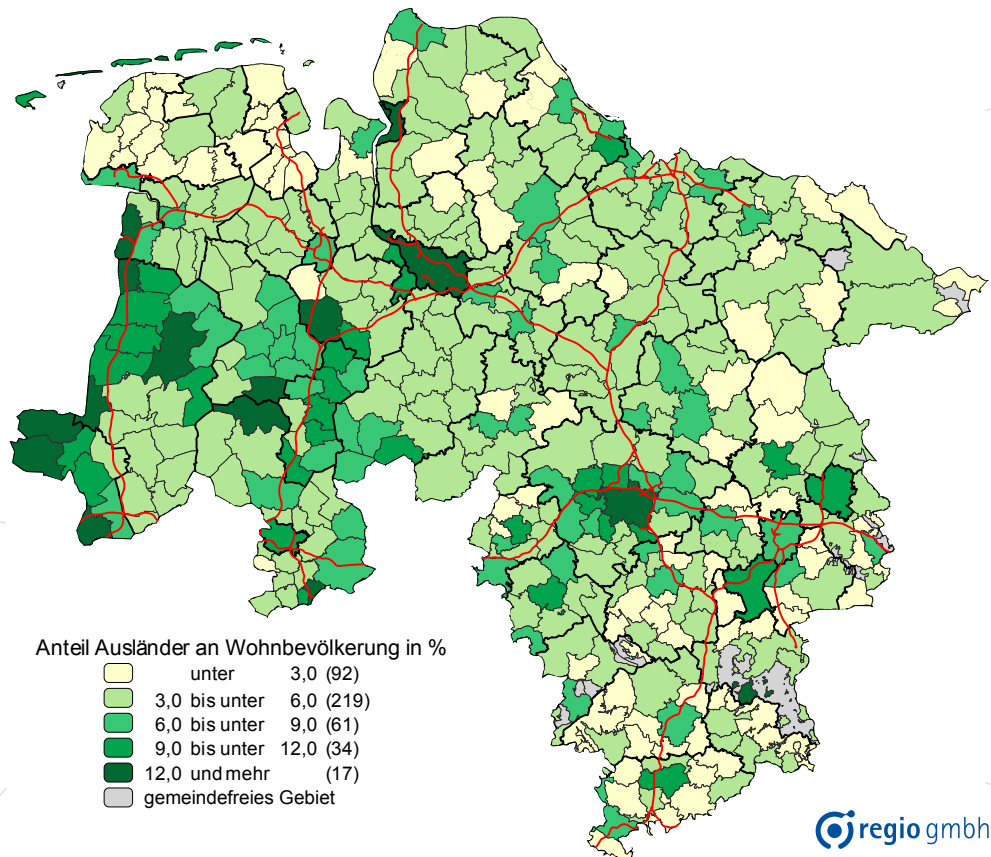 Anteil Ausländer an Wohnbevölkerung in %
unter 3,0 (92)
3,0 bis unter 6,0 (219)
6,0 bis unter 9,0 (61)
9,0 bis unter 12,0 (34)
12,0 und mehr (17)
gemeindefreies Gebiet
regio gmbh